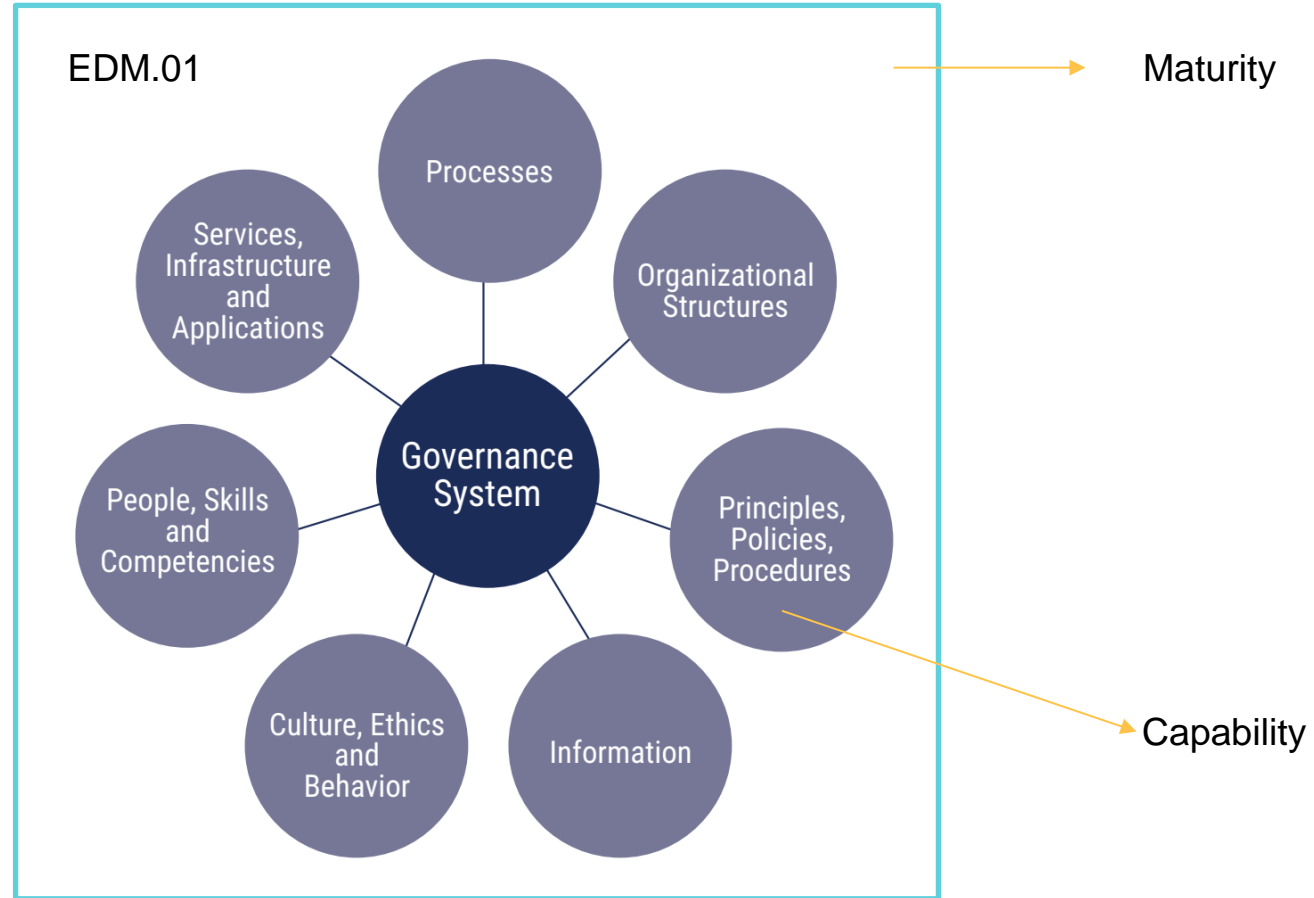 EDM.01
Maturity
Processes
Services,
Infrastructure
and
Applications
Organizational
Structures
Governance
System
People, Skills
and
Competencies
Principles,
Policies,
Procedures
Culture, Ethics
and
Behavior
Information
Capability